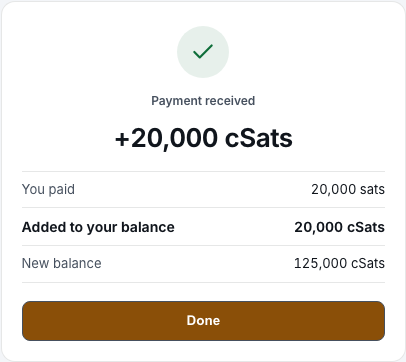 Payment received
+20,000 cSats
You paid 20,000 sats
Added to your balance 20,000 cSats
New balance 125,000 cSats
Done